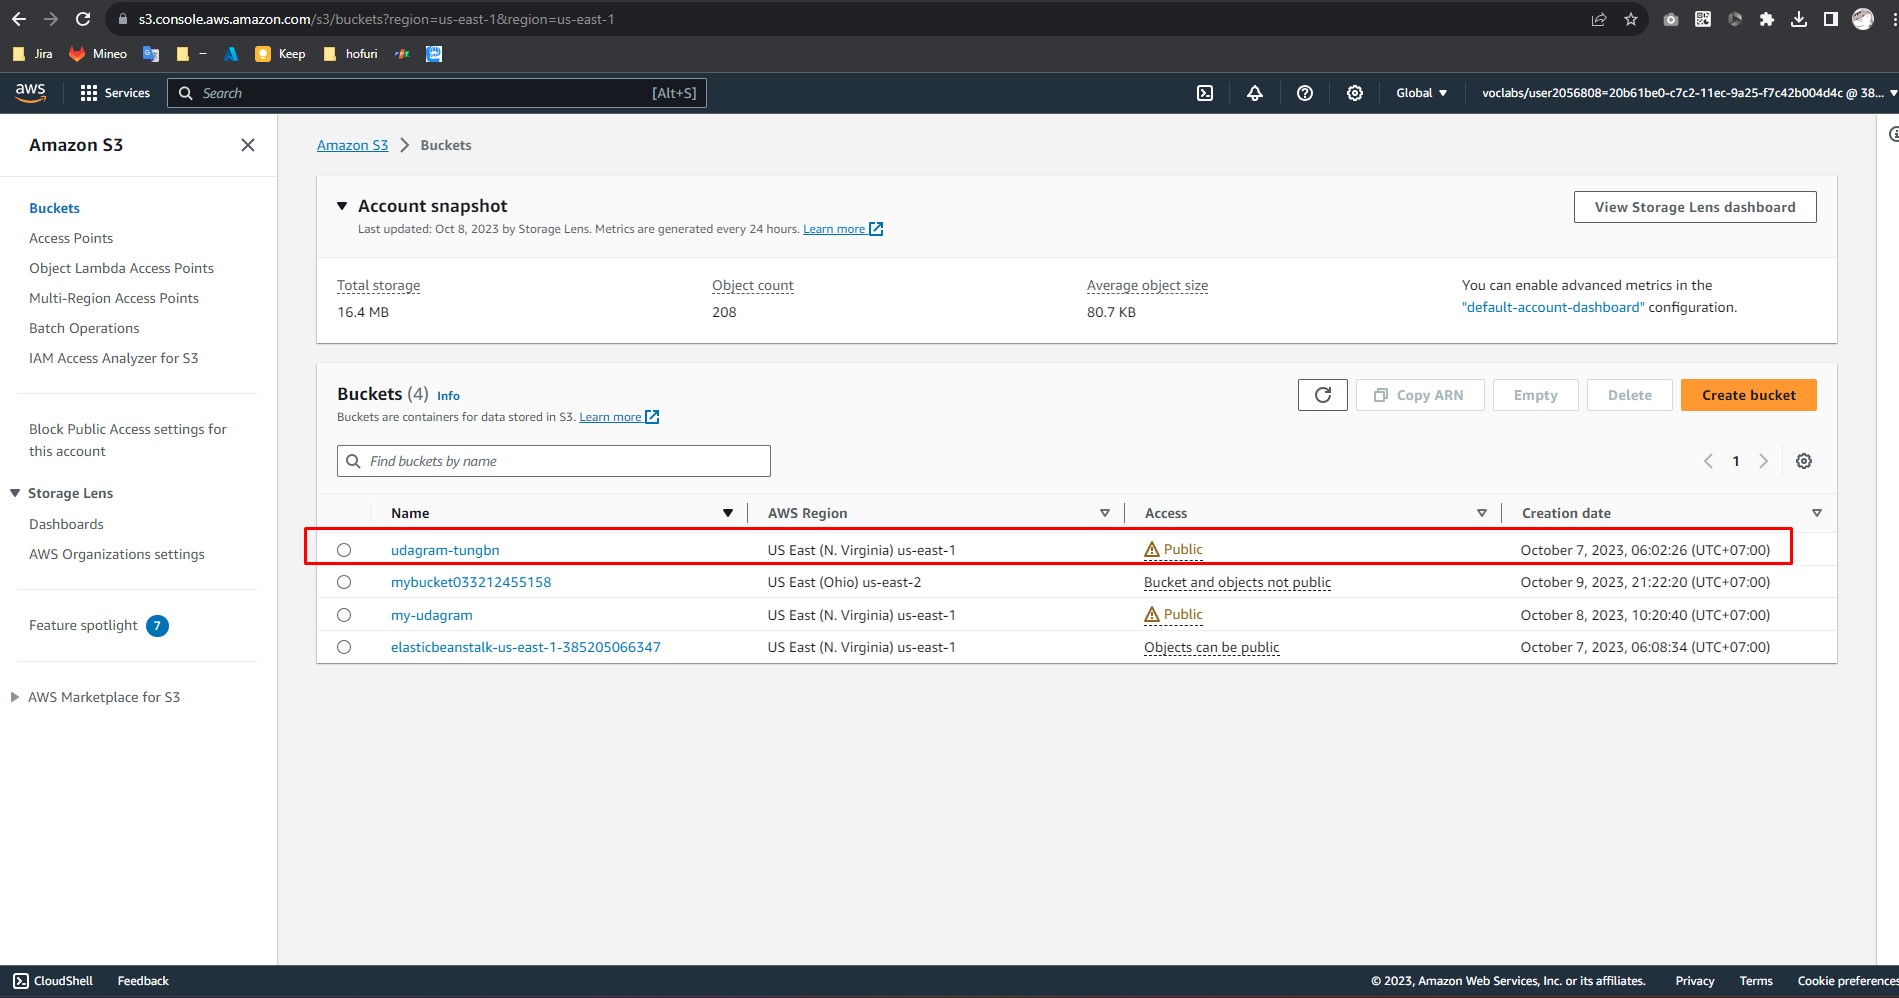 s3.console.aws.amazon.com/s3/buckets?region=us-east-1&region=us-east-1
Jira Mineo – Keep hofuri
aws Services Search [Alt+S] Global voclabs/user2056808=20b61be0-c7c2-11ec-9a25-f7c42b004d4c @ 38...
Amazon S3
Buckets
Access Points
Object Lambda Access Points
Multi-Region Access Points
Batch Operations
IAM Access Analyzer for S3
Block Public Access settings for
this account
Storage Lens
Dashboards
AWS Organizations settings
Feature spotlight 7
AWS Marketplace for S3
Amazon S3 > Buckets
Account snapshot
Last updated: Oct 8, 2023 by Storage Lens. Metrics are generated every 24 hours. Learn more
View Storage Lens dashboard
Total storage
16.4 MB
Object count
208
Average object size
80.7 KB
You can enable advanced metrics in the
"default-account-dashboard" configuration.
Buckets (4) Info
Buckets are containers for data stored in S3. Learn more
Copy ARN Empty Delete Create bucket
Find buckets by name
1
Name AWS Region Access Creation date
udagram-tungbn US East (N. Virginia) us-east-1 Public October 7, 2023, 06:02:26 (UTC+07:00)
mybucket033212455158 US East (Ohio) us-east-2 Bucket and objects not public October 9, 2023, 21:22:20 (UTC+07:00)
my-udagram US East (N. Virginia) us-east-1 Public October 8, 2023, 10:20:40 (UTC+07:00)
elasticbeanstalk-us-east-1-385205066347 US East (N. Virginia) us-east-1 Objects can be public October 7, 2023, 06:08:34 (UTC+07:00)
CloudShell Feedback © 2023, Amazon Web Services, Inc. or its affiliates. Privacy Terms Cookie preferences